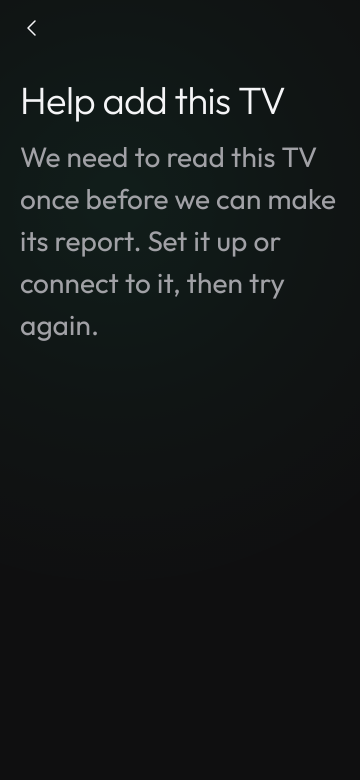 Help add this TV
We need to read this TV
once before we can make
its report. Set it up or
connect to it, then try
again.